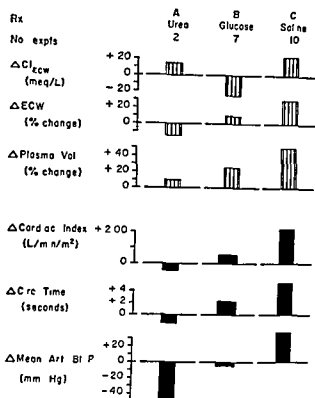 Rx A B C
Urea Glucose Saline
No expts 2 7 10
ΔCl ECW + 20
(meq/L) 0
- 20
ΔECW + 20
(% change) 0
ΔPlasma Vol + 40
(% change) + 20
0
ΔCardiac Index + 2 00
(L/min/m²) 0
ΔCirc Time + 4
(seconds) + 2
0
ΔMean Art Bl P +20
(mm Hg) 0
-20
-40